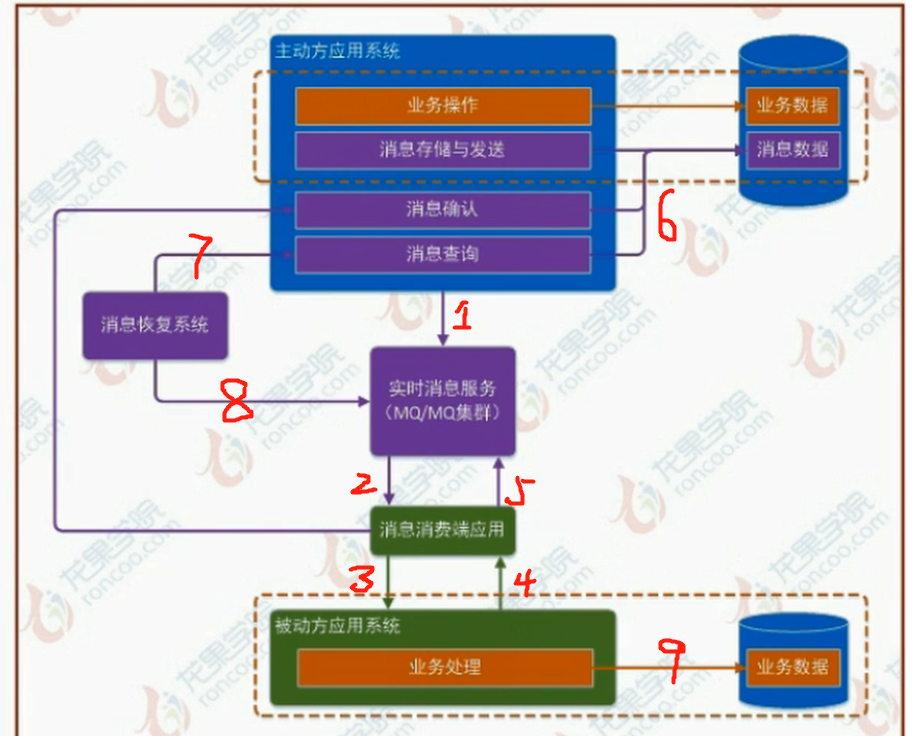 主动方应用系统
业务操作
业务数据
消息存储与发送
消息数据
消息确认
6
消息查询
7
消息恢复系统
1
实时消息服务
（MQ/MQ集群）
8
2
5
消息消费端应用
3
4
被动方应用系统
业务处理
9
业务数据
龙果学院
roncoo.com